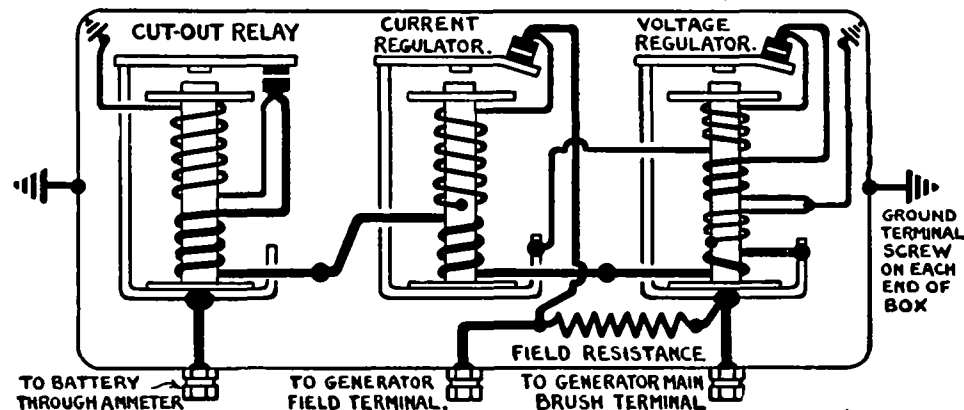 CUT-OUT RELAY
CURRENT
REGULATOR.
VOLTAGE
REGULATOR.
GROUND
TERMINAL
SCREW
ON EACH
END OF
BOX
FIELD RESISTANCE
TO BATTERY
THROUGH AMMETER
TO GENERATOR
FIELD TERMINAL.
TO GENERATOR MAIN
BRUSH TERMINAL